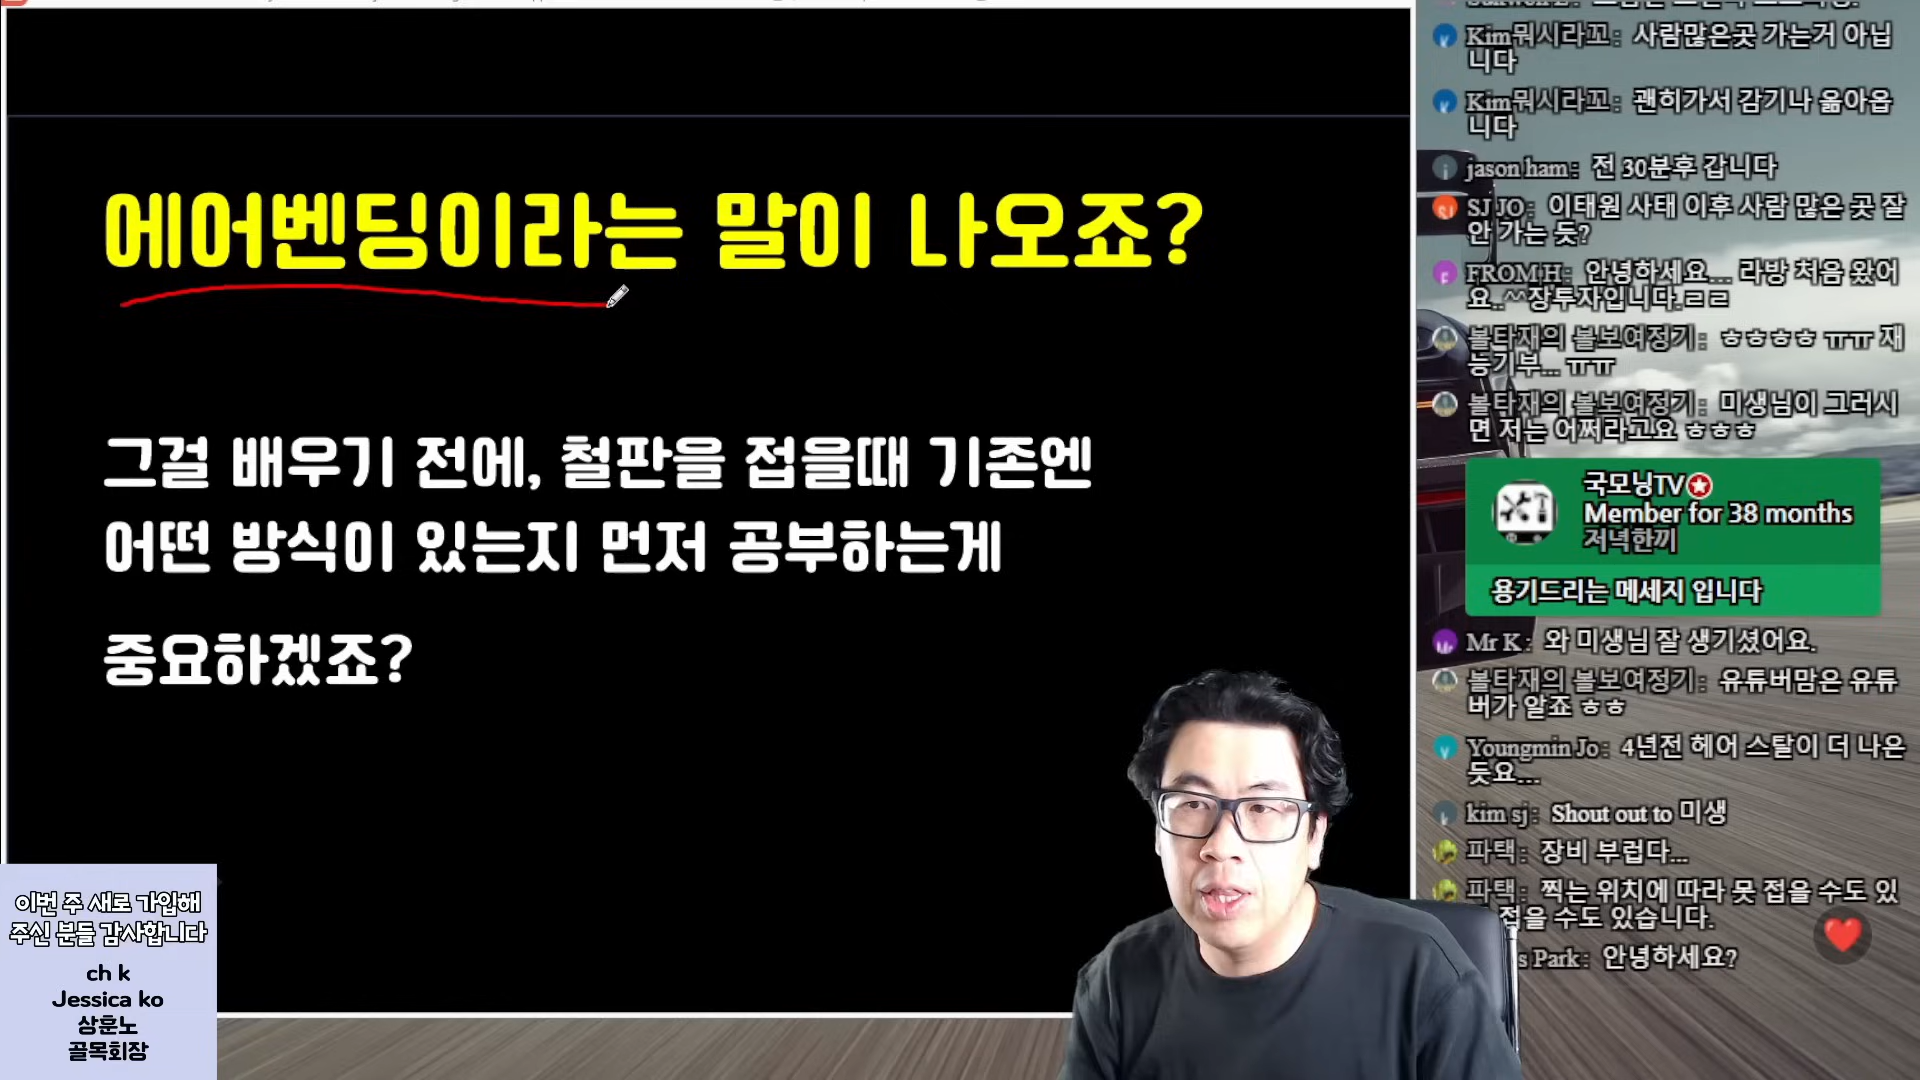 에어벤딩이라는 말이 나오죠?
그걸 배우기 전에, 철판을 접을때 기존엔
어떤 방식이 있는지 먼저 공부하는게
중요하겠죠?
이번 주 새로 가입해
주신 분들 감사합니다
ch k
Jessica ko
상훈노
골목회장
Kim뭐시라꼬: 사람많은곳 가는거 아닙
니다
Kim뭐시라꼬: 괜히가서 감기나 옮아옵
니다
jason ham: 전 30분후 갑니다
SJ JO: 이태원 사태 이후 사람 많은 곳 잘
안 가는 듯?
FROM H: 안녕하세요... 라방 처음 왔어
요..^^장투자입니다.ㄹㄹ
볼타재의 볼보여정기: ㅎㅎㅎㅎ ㅠㅠ 재
능기부... ㅠㅠ
볼타재의 볼보여정기: 미생님이 그러시
면 저는 어쩌라고요 ㅎㅎㅎ
국모닝TV
Member for 38 months
저녁한끼
용기드리는 메세지 입니다
Mr K: 와 미생님 잘 생기셨어요.
볼타재의 볼보여정기: 유튜버맘은 유튜
버가 알죠 ㅎㅎ
Youngmin Jo: 4년전 헤어 스탈이 더 나은
듯요...
kim sj: Shout out to 미생
파택: 장비 부럽다...
파택: 찍는 위치에 따라 못 접을 수도 있
접을 수도 있습니다.
s Park: 안녕하세요?